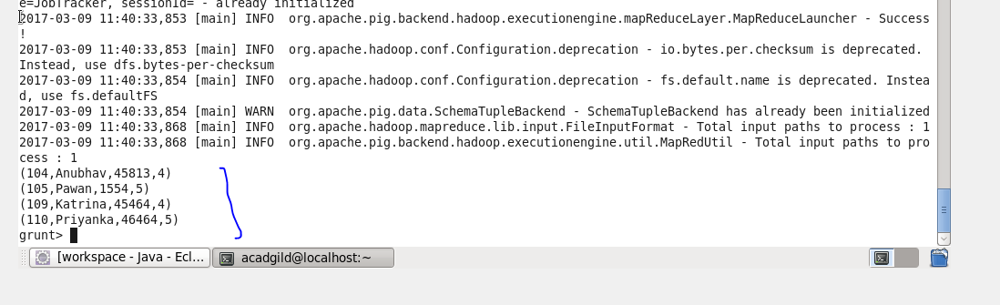 e=JobTracker, sessionId= - already initialized
2017-03-09 11:40:33,853 [main] INFO  org.apache.pig.backend.hadoop.executionengine.mapReduceLayer.MapReduceLauncher - Success
!
2017-03-09 11:40:33,853 [main] INFO  org.apache.hadoop.conf.Configuration.deprecation - io.bytes.per.checksum is deprecated.
Instead, use dfs.bytes-per-checksum
2017-03-09 11:40:33,854 [main] INFO  org.apache.hadoop.conf.Configuration.deprecation - fs.default.name is deprecated. Instea
d, use fs.defaultFS
2017-03-09 11:40:33,854 [main] WARN  org.apache.pig.data.SchemaTupleBackend - SchemaTupleBackend has already been initialized
2017-03-09 11:40:33,868 [main] INFO  org.apache.hadoop.mapreduce.lib.input.FileInputFormat - Total input paths to process : 1
2017-03-09 11:40:33,868 [main] INFO  org.apache.pig.backend.hadoop.executionengine.util.MapRedUtil - Total input paths to pro
cess : 1
(104,Anubhav,45813,4)
(105,Pawan,1554,5)
(109,Katrina,45464,4)
(110,Priyanka,46464,5)
grunt>
[workspace - Java - Ecl... acadgild@localhost:~